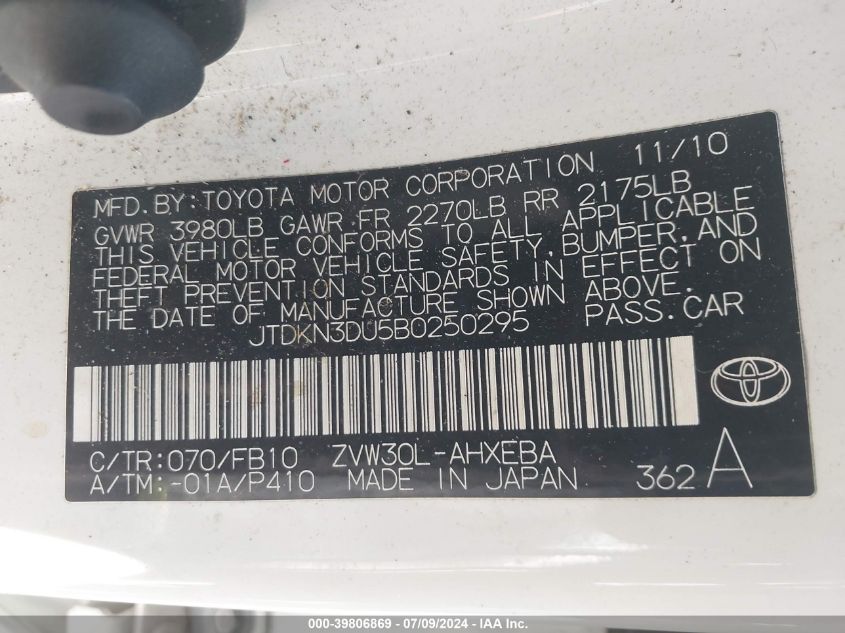 MFD. BY: TOYOTA MOTOR CORPORATION 11/10
GVWR 3980LB GAWR FR 2270LB RR 2175LB
THIS VEHICLE CONFORMS TO ALL APPLICABLE
FEDERAL MOTOR VEHICLE SAFETY, BUMPER, AND
THEFT PREVENTION STANDARDS IN EFFECT ON
THE DATE OF MANUFACTURE SHOWN ABOVE.
JTDKN3DU5B0250295 PASS. CAR
C/TR: 070/FB10 ZVW30L-AHXEBA
A/TM: -01A/P410 MADE IN JAPAN 362 A
000-39806869 - 07/09/2024 - IAA Inc.